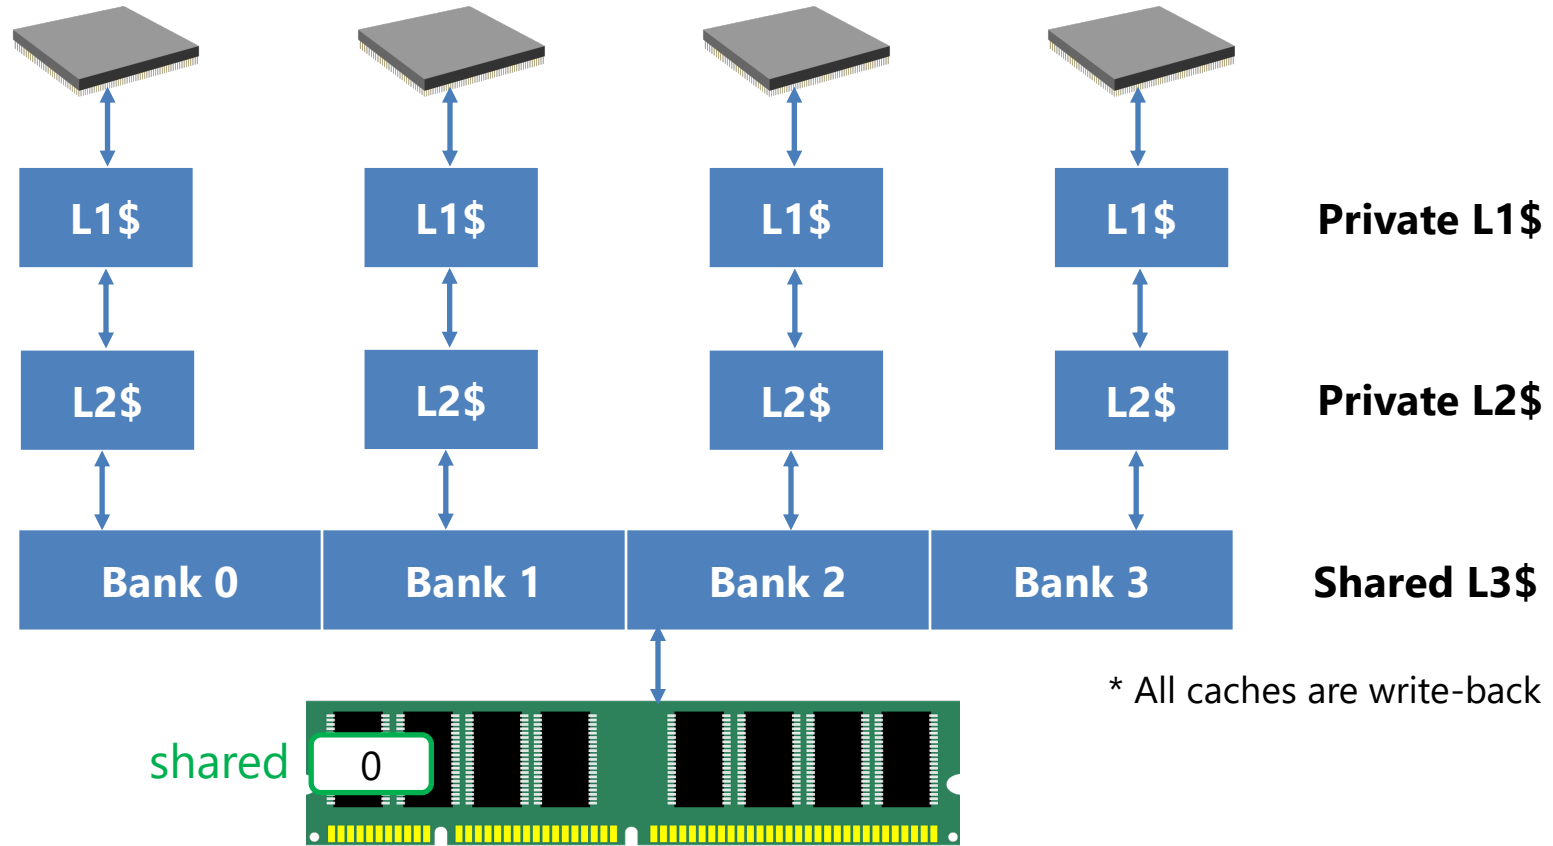 L1$ L1$ L1$ L1$ Private L1$
L2$ L2$ L2$ L2$ Private L2$
Bank 0 Bank 1 Bank 2 Bank 3 Shared L3$
* All caches are write-back
shared 0